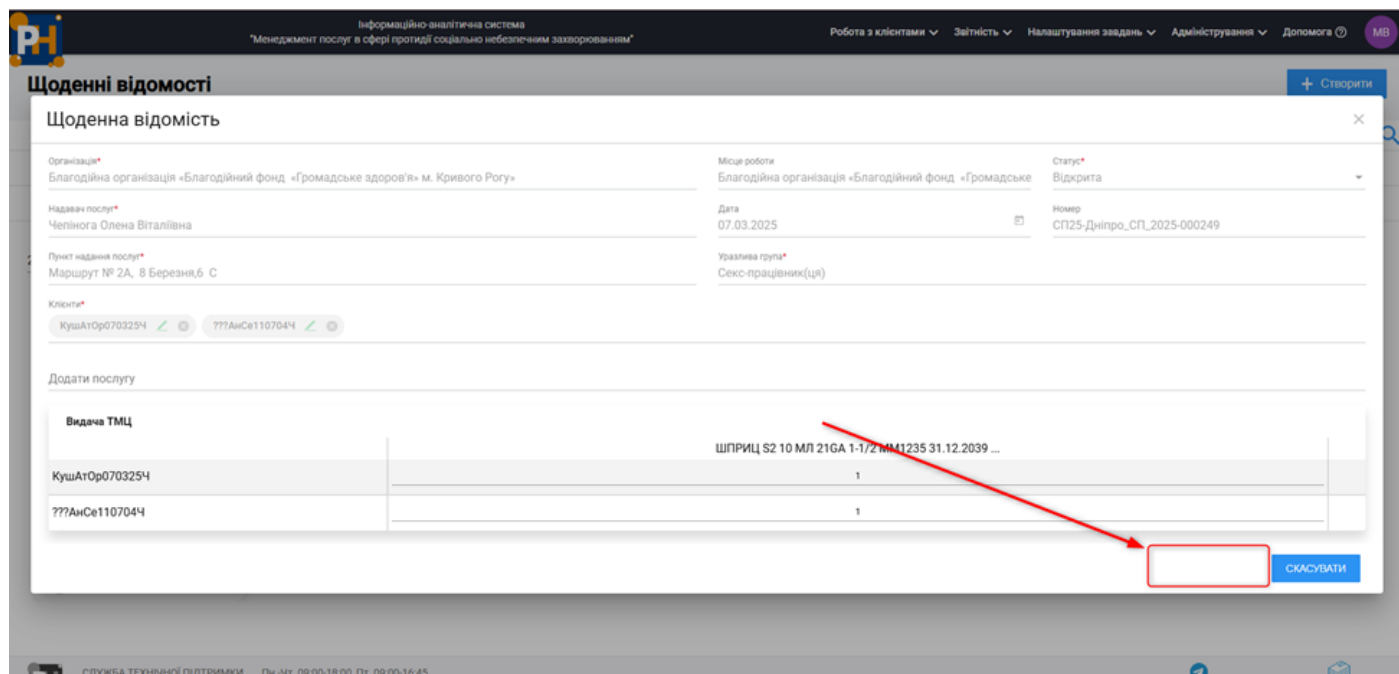 PH
Інформаційно-аналітична система
"Менеджмент послуг в сфері протидії соціально небезпечним захворюванням"
Робота з клієнтами Звітність Налаштування завдань Адміністрування Допомога
МВ
Щоденні відомості
+ Створити
Щоденна відомість
Організація*
Місце роботи
Статус*
Благодійна організація «Благодійний фонд «Громадське здоров'я» м. Кривого Рогу»
Благодійна організація «Благодійний фонд «Громадське
Відкрита
Надавач послуг*
Дата
Номер
Чепінога Олена Віталіївна
07.03.2025
СП25-Дніпро_СП_2025-000249
Пункт надання послуг*
Уразлива група*
Маршрут № 2А, 8 Березня,6 С
Секс-працівник(ця)
Клієнти*
КушАтОр070325Ч
???АнСе110704Ч
Додати послугу
Видача ТМЦ
ШПРИЦ S2 10 МЛ 21GA 1-1/2 MM1235 31.12.2039 ...
КушАтОр070325Ч 1
???АнСе110704Ч 1
СКАСУВАТИ
СЛУЖБА ТЕХНІЧНОЇ ПІДТРИМКИ Пн.-Чт. 09:00-18:00, Пт. 09:00-16:45